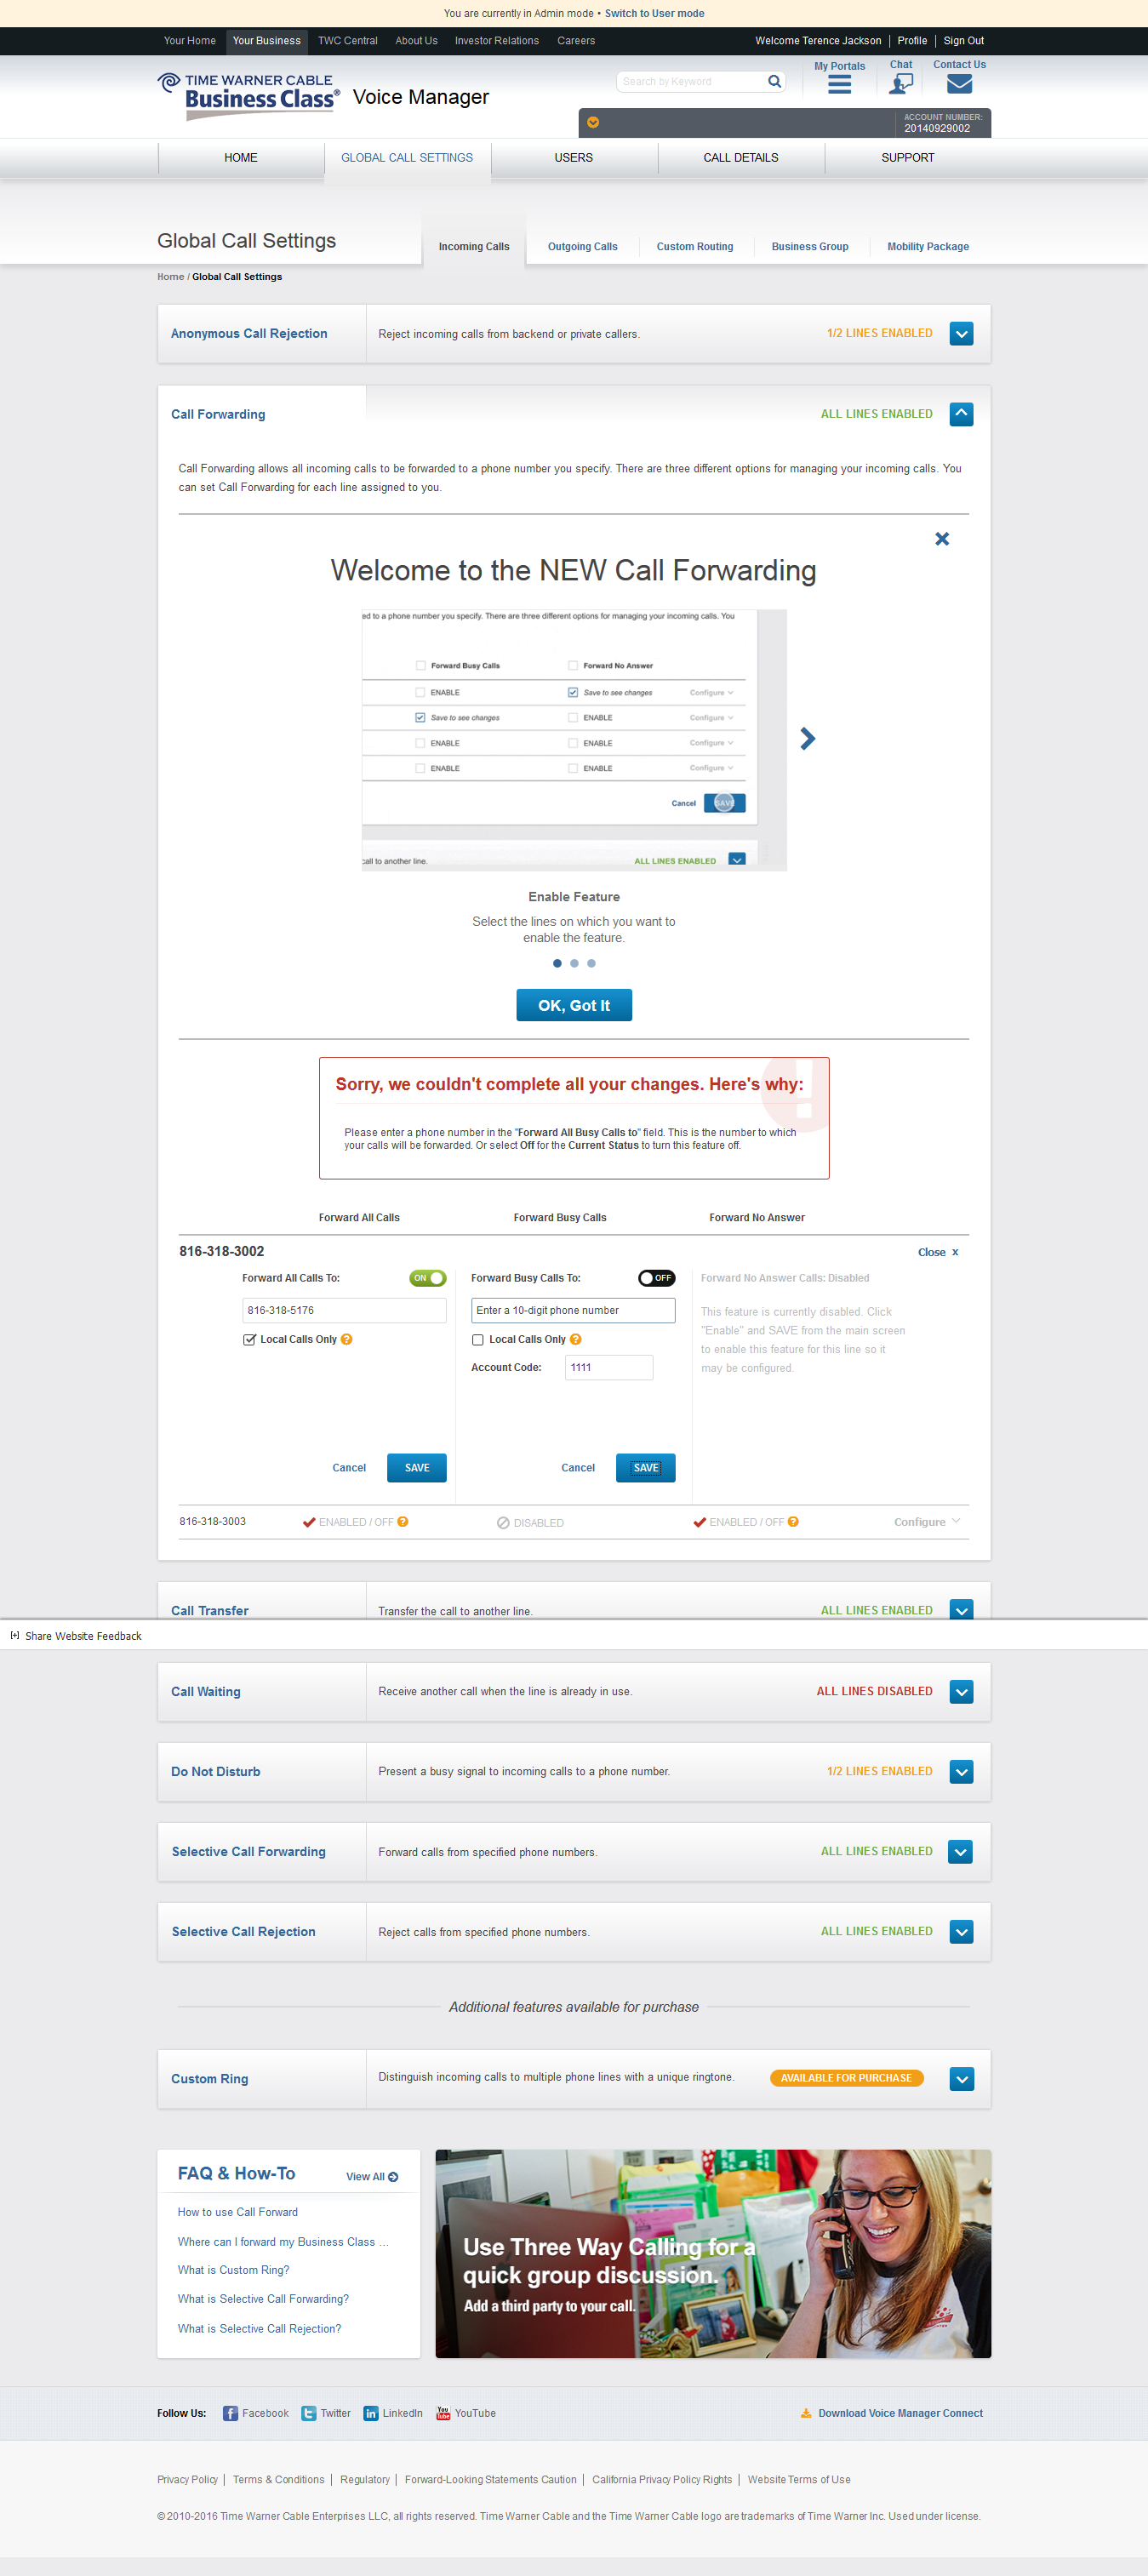 You are currently in Admin mode • Switch to User mode
Your Home Your Business TWC Central About Us Investor Relations Careers Welcome Terence Jackson Profile Sign Out
TIME WARNER CABLE
Business Class®
Voice Manager
Search by Keyword
My Portals Chat Contact Us
ACCOUNT NUMBER:
20140929002
HOME GLOBAL CALL SETTINGS USERS CALL DETAILS SUPPORT
Global Call Settings
Incoming Calls Outgoing Calls Custom Routing Business Group Mobility Package
Home / Global Call Settings
Anonymous Call Rejection Reject incoming calls from backend or private callers. 1/2 LINES ENABLED
Call Forwarding ALL LINES ENABLED
Call Forwarding allows all incoming calls to be forwarded to a phone number you specify. There are three different options for managing your incoming calls. You
can set Call Forwarding for each line assigned to you.
Welcome to the NEW Call Forwarding
ed to a phone number you specify. There are three different options for managing your incoming calls. You
Forward Busy Calls Forward No Answer
ENABLE Save to see changes Configure
Save to see changes ENABLE Configure
ENABLE ENABLE Configure
ENABLE ENABLE Configure
Cancel SAVE
call to another line. ALL LINES ENABLED
Enable Feature
Select the lines on which you want to
enable the feature.
OK, Got It
Sorry, we couldn't complete all your changes. Here's why:
Please enter a phone number in the "Forward All Busy Calls to" field. This is the number to which
your calls will be forwarded. Or select Off for the Current Status to turn this feature off.
Forward All Calls Forward Busy Calls Forward No Answer
816-318-3002 Close x
Forward All Calls To: ON
816-318-5176
Local Calls Only ?
Cancel SAVE
Forward Busy Calls To: OFF
Enter a 10-digit phone number
Local Calls Only ?
Account Code: 1111
Cancel SAVE
Forward No Answer Calls: Disabled
This feature is currently disabled. Click
"Enable" and SAVE from the main screen
to enable this feature for this line so it
may be configured.
816-318-3003 ENABLED / OFF ? DISABLED ENABLED / OFF ? Configure
Call Transfer Transfer the call to another line. ALL LINES ENABLED
[+] Share Website Feedback
Call Waiting Receive another call when the line is already in use. ALL LINES DISABLED
Do Not Disturb Present a busy signal to incoming calls to a phone number. 1/2 LINES ENABLED
Selective Call Forwarding Forward calls from specified phone numbers. ALL LINES ENABLED
Selective Call Rejection Reject calls from specified phone numbers. ALL LINES ENABLED
Additional features available for purchase
Custom Ring Distinguish incoming calls to multiple phone lines with a unique ringtone. AVAILABLE FOR PURCHASE
FAQ & How-To View All
How to use Call Forward
Where can I forward my Business Class ...
What is Custom Ring?
What is Selective Call Forwarding?
What is Selective Call Rejection?
Use Three Way Calling for a
quick group discussion.
Add a third party to your call.
Follow Us: Facebook Twitter LinkedIn YouTube Download Voice Manager Connect
Privacy Policy Terms & Conditions Regulatory Forward-Looking Statements Caution California Privacy Policy Rights Website Terms of Use
© 2010-2016 Time Warner Cable Enterprises LLC, all rights reserved. Time Warner Cable and the Time Warner Cable logo are trademarks of Time Warner Inc. Used under license.